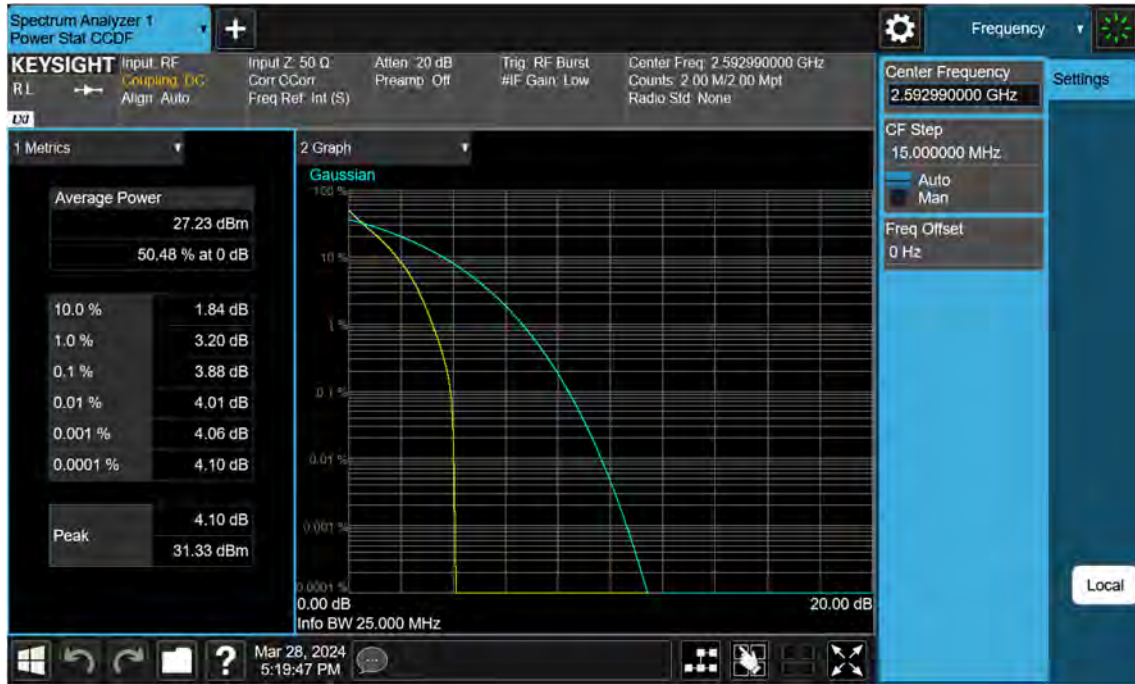 Spectrum Analyzer 1
Power Stat CCDF
+
Frequency
KEYSIGHT
RL
LXI
Input: RF
Coupling: DC
Align: Auto
Input Z: 50 Ω
Corr CCorr
Freq Ref: Int (S)
Atten: 20 dB
Preamp: Off
Trig: RF Burst
#IF Gain: Low
Center Freq: 2.592990000 GHz
Counts: 2.00 M/2.00 Mpt
Radio Std: None
Center Frequency
2.592990000 GHz
Settings
CF Step
15.000000 MHz
Auto
Man
Freq Offset
0 Hz
1 Metrics
Average Power
27.23 dBm
50.48 % at 0 dB
10.0 % 1.84 dB
1.0 % 3.20 dB
0.1 % 3.88 dB
0.01 % 4.01 dB
0.001 % 4.06 dB
0.0001 % 4.10 dB
Peak
4.10 dB
31.33 dBm
2 Graph
Gaussian
100 %
10 %
1 %
0.1 %
0.01 %
0.001 %
0.0001 %
0.00 dB 20.00 dB
Info BW 25.000 MHz
Local
?
Mar 28, 2024
5:19:47 PM